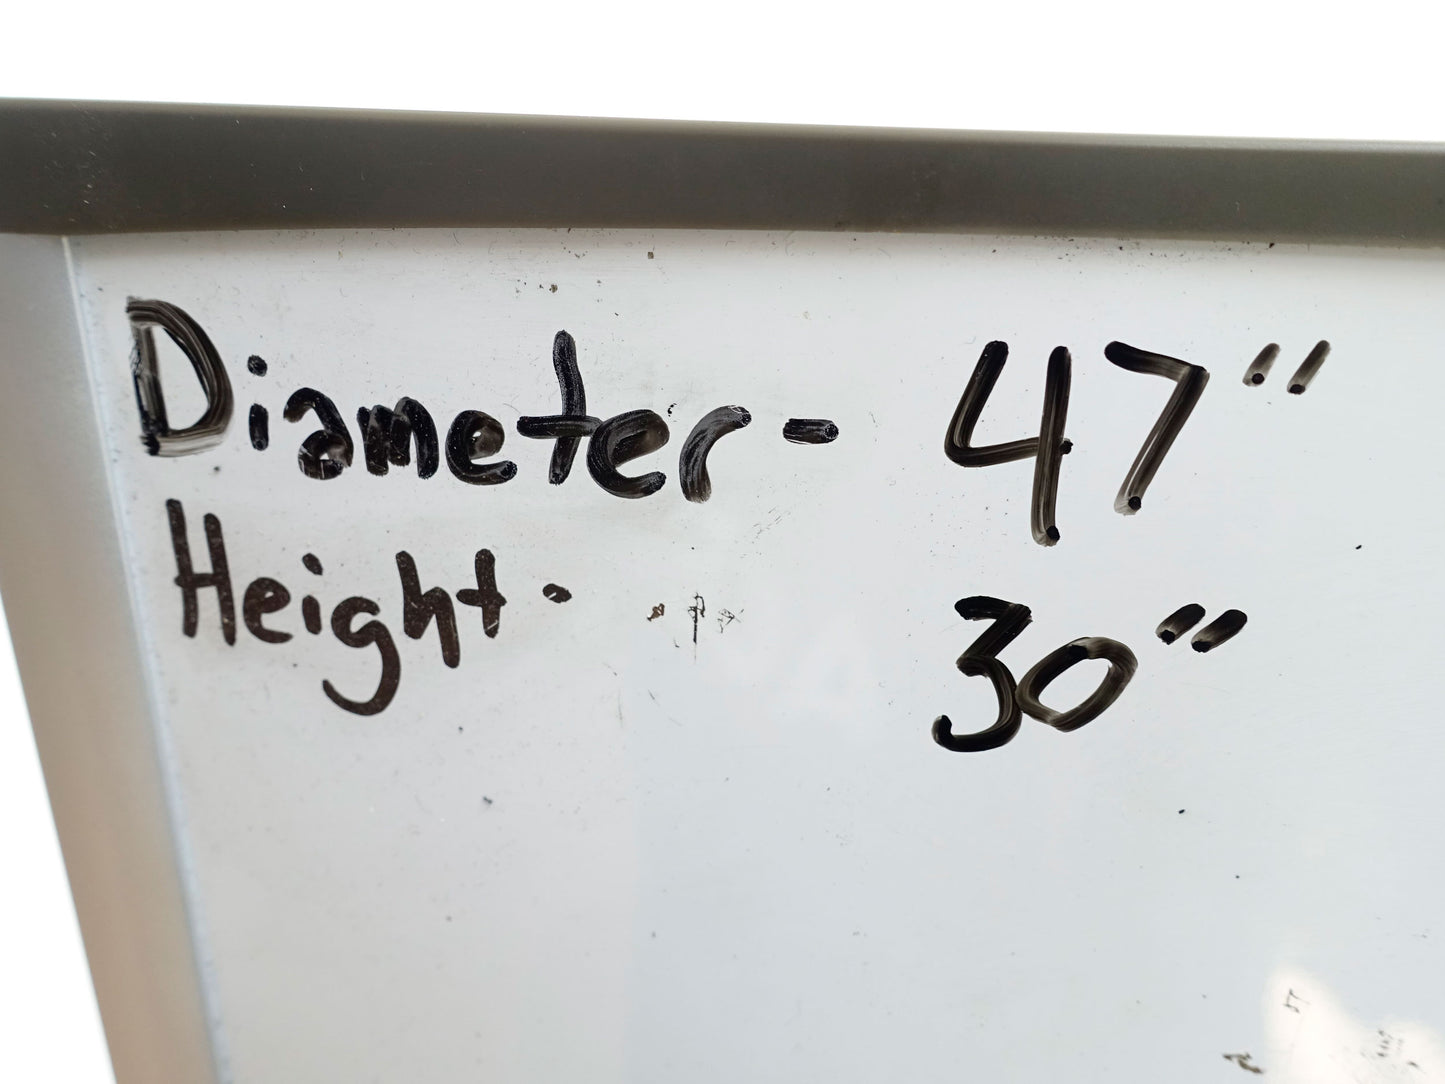 Diameter - 47"
Height - 30"